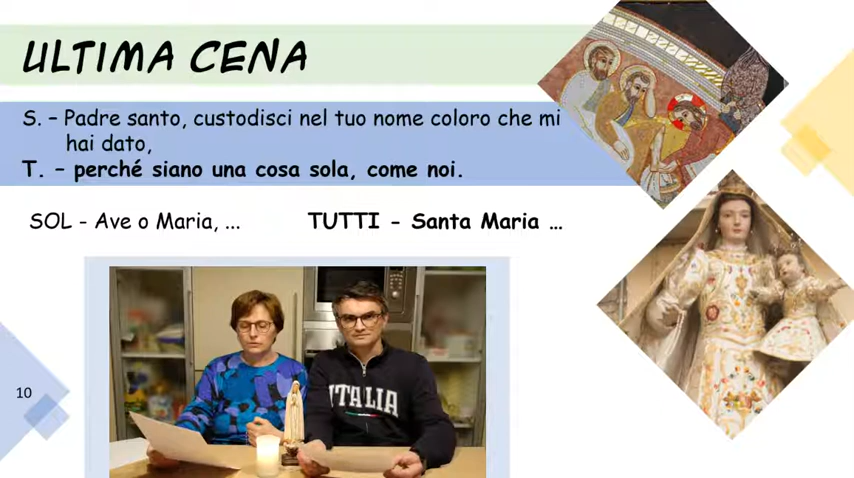 ULTIMA CENA
S. – Padre santo, custodisci nel tuo nome coloro che mi
hai dato,
T. – perché siano una cosa sola, come noi.
SOL - Ave o Maria, ... TUTTI - Santa Maria …
ITALIA
10